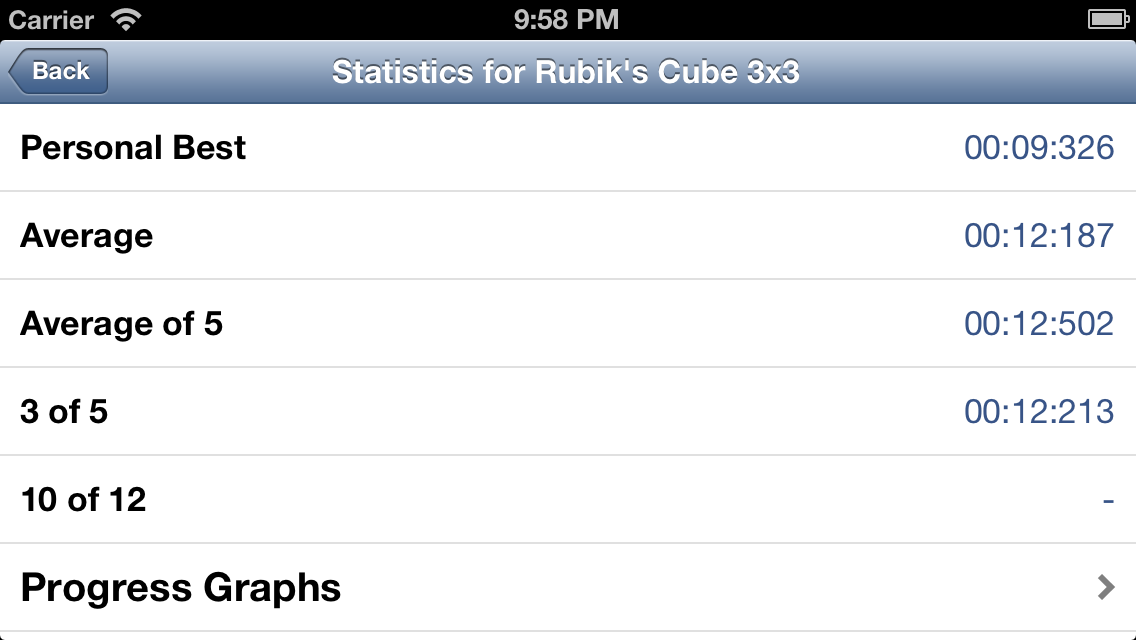 Carrier 9:58 PM
Back Statistics for Rubik's Cube 3x3
Personal Best 00:09:326
Average 00:12:187
Average of 5 00:12:502
3 of 5 00:12:213
10 of 12 -
Progress Graphs